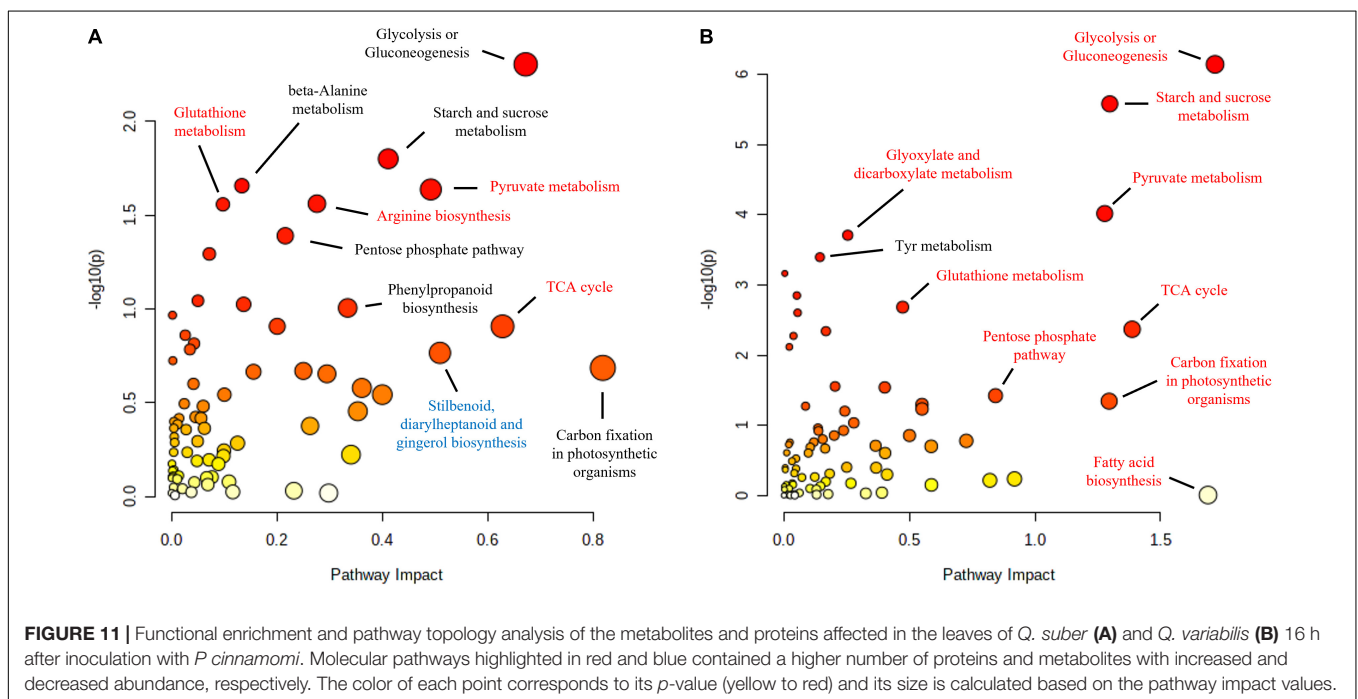 A
Glycolysis or
Gluconeogenesis
beta-Alanine
metabolism
Glutathione
metabolism
Starch and sucrose
metabolism
Pyruvate metabolism
Arginine biosynthesis
Pentose phosphate pathway
Phenylpropanoid
biosynthesis
TCA cycle
Stilbenoid,
diarylheptanoid and
gingerol biosynthesis
Carbon fixation
in photosynthetic
organisms
-log10(p)
2.0
1.5
1.0
0.5
0.0
0.0 0.2 0.4 0.6 0.8
Pathway Impact
B
Glycolysis or
Gluconeogenesis
Starch and sucrose
metabolism
Glyoxylate and
dicarboxylate metabolism
Pyruvate metabolism
Tyr metabolism
Glutathione metabolism
TCA cycle
Pentose phosphate
pathway
Carbon fixation
in photosynthetic
organisms
Fatty acid
biosynthesis
-log10(p)
6
5
4
3
2
1
0
0.0 0.5 1.0 1.5
Pathway Impact
FIGURE 11 | Functional enrichment and pathway topology analysis of the metabolites and proteins affected in the leaves of Q. suber (A) and Q. variabilis (B) 16 h
after inoculation with P cinnamomi. Molecular pathways highlighted in red and blue contained a higher number of proteins and metabolites with increased and
decreased abundance, respectively. The color of each point corresponds to its p-value (yellow to red) and its size is calculated based on the pathway impact values.